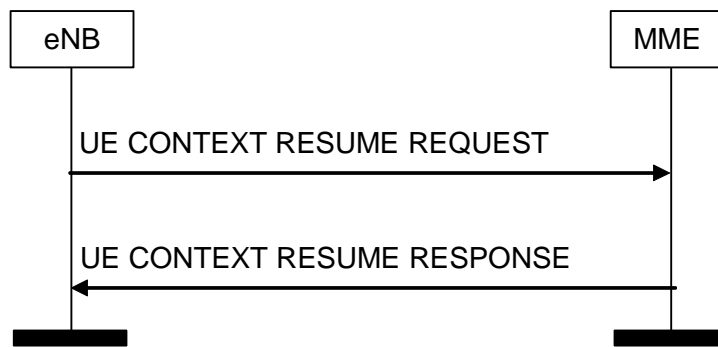 eNB
MME
UE CONTEXT RESUME REQUEST
UE CONTEXT RESUME RESPONSE